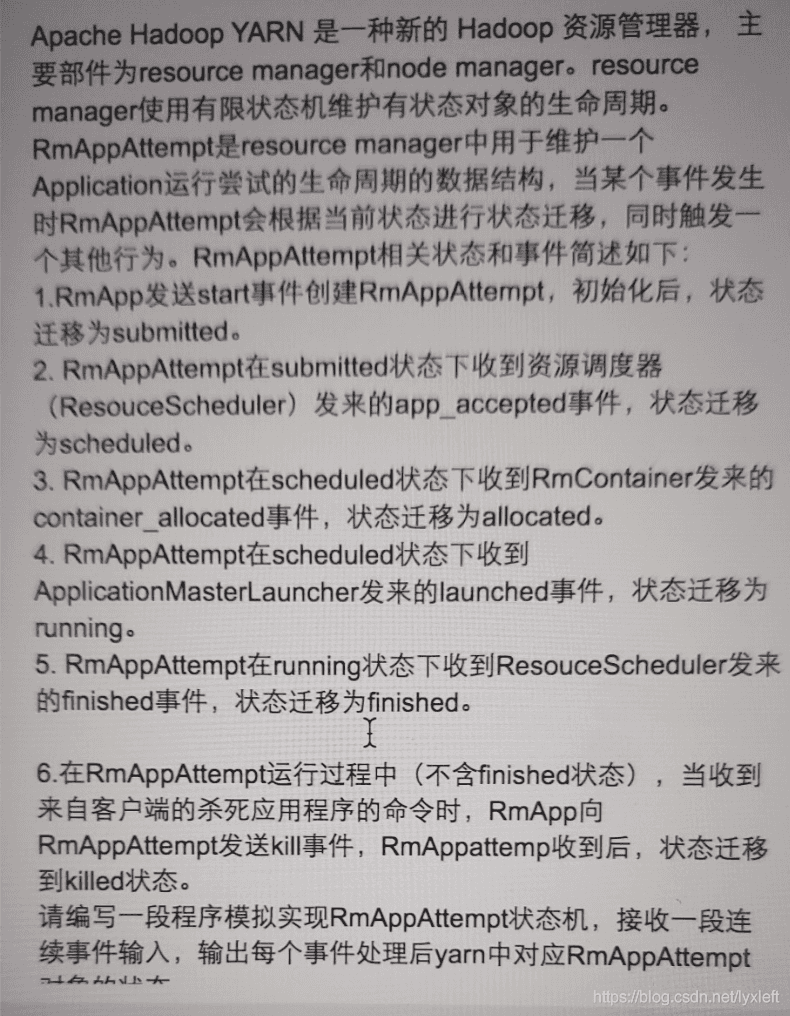 Apache Hadoop YARN 是一种新的 Hadoop 资源管理器， 主
要部件为resource manager和node manager。resource
manager使用有限状态机维护有状态对象的生命周期。
RmAppAttempt是resource manager中用于维护一个
Application运行尝试的生命周期的数据结构，当某个事件发生
时RmAppAttempt会根据当前状态进行状态迁移，同时触发一
个其他行为。RmAppAttempt相关状态和事件简述如下：
1.RmApp发送start事件创建RmAppAttempt，初始化后，状态
迁移为submitted。
2. RmAppAttempt在submitted状态下收到资源调度器
（ResouceScheduler）发来的app_accepted事件，状态迁移
为scheduled。
3. RmAppAttempt在scheduled状态下收到RmContainer发来的
container_allocated事件，状态迁移为allocated。
4. RmAppAttempt在scheduled状态下收到
ApplicationMasterLauncher发来的launched事件，状态迁移为
running。
5. RmAppAttempt在running状态下收到ResouceScheduler发来
的finished事件，状态迁移为finished。
6.在RmAppAttempt运行过程中（不含finished状态），当收到
来自客户端的杀死应用程序的命令时，RmApp向
RmAppAttempt发送kill事件，RmAppattemp收到后，状态迁移
到killed状态。
请编写一段程序模拟实现RmAppAttempt状态机，接收一段连
续事件输入，输出每个事件处理后yarn中对应RmAppAttempt
对象的状态
https://blog.csdn.net/lyxleft